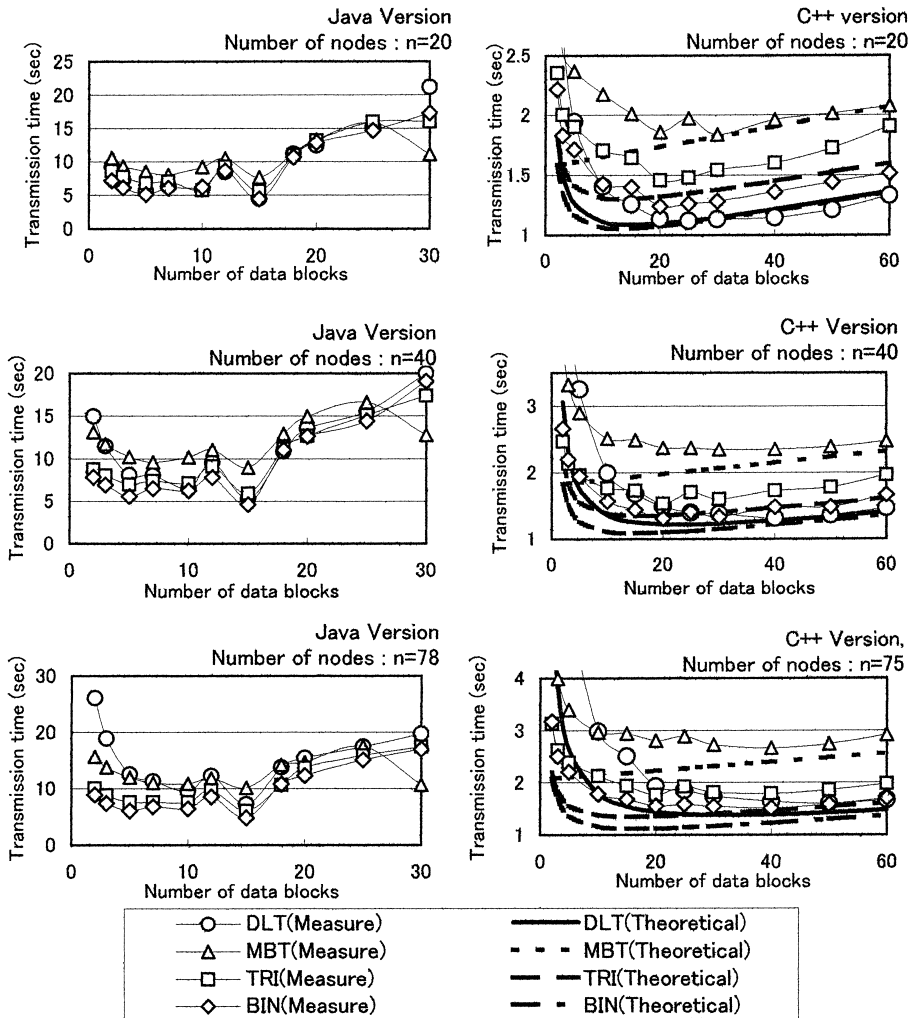 Java Version
Number of nodes : n=20
Transmission time (sec)
25
20
15
10
5
0
0
10
20
30
Number of data blocks
C++ version
Number of nodes : n=20
Transmission time (sec)
2.5
2
1.5
1
0
20
40
60
Number of data blocks
Java Version
Number of nodes : n=40
Transmission time (sec)
20
15
10
5
0
0
10
20
30
Number of data blocks
C++ Version
Number of nodes : n=40
Transmission time (sec)
3
2
1
0
20
40
60
Number of data blocks
Java Version
Number of nodes : n=78
Transmission time (sec)
30
20
10
0
0
10
20
30
Number of data blocks
C++ Version,
Number of nodes : n=75
Transmission time (sec)
4
3
2
1
0
20
40
60
Number of data blocks
DLT(Measure)
MBT(Measure)
TRI(Measure)
BIN(Measure)
DLT(Theoretical)
MBT(Theoretical)
TRI(Theoretical)
BIN(Theoretical)